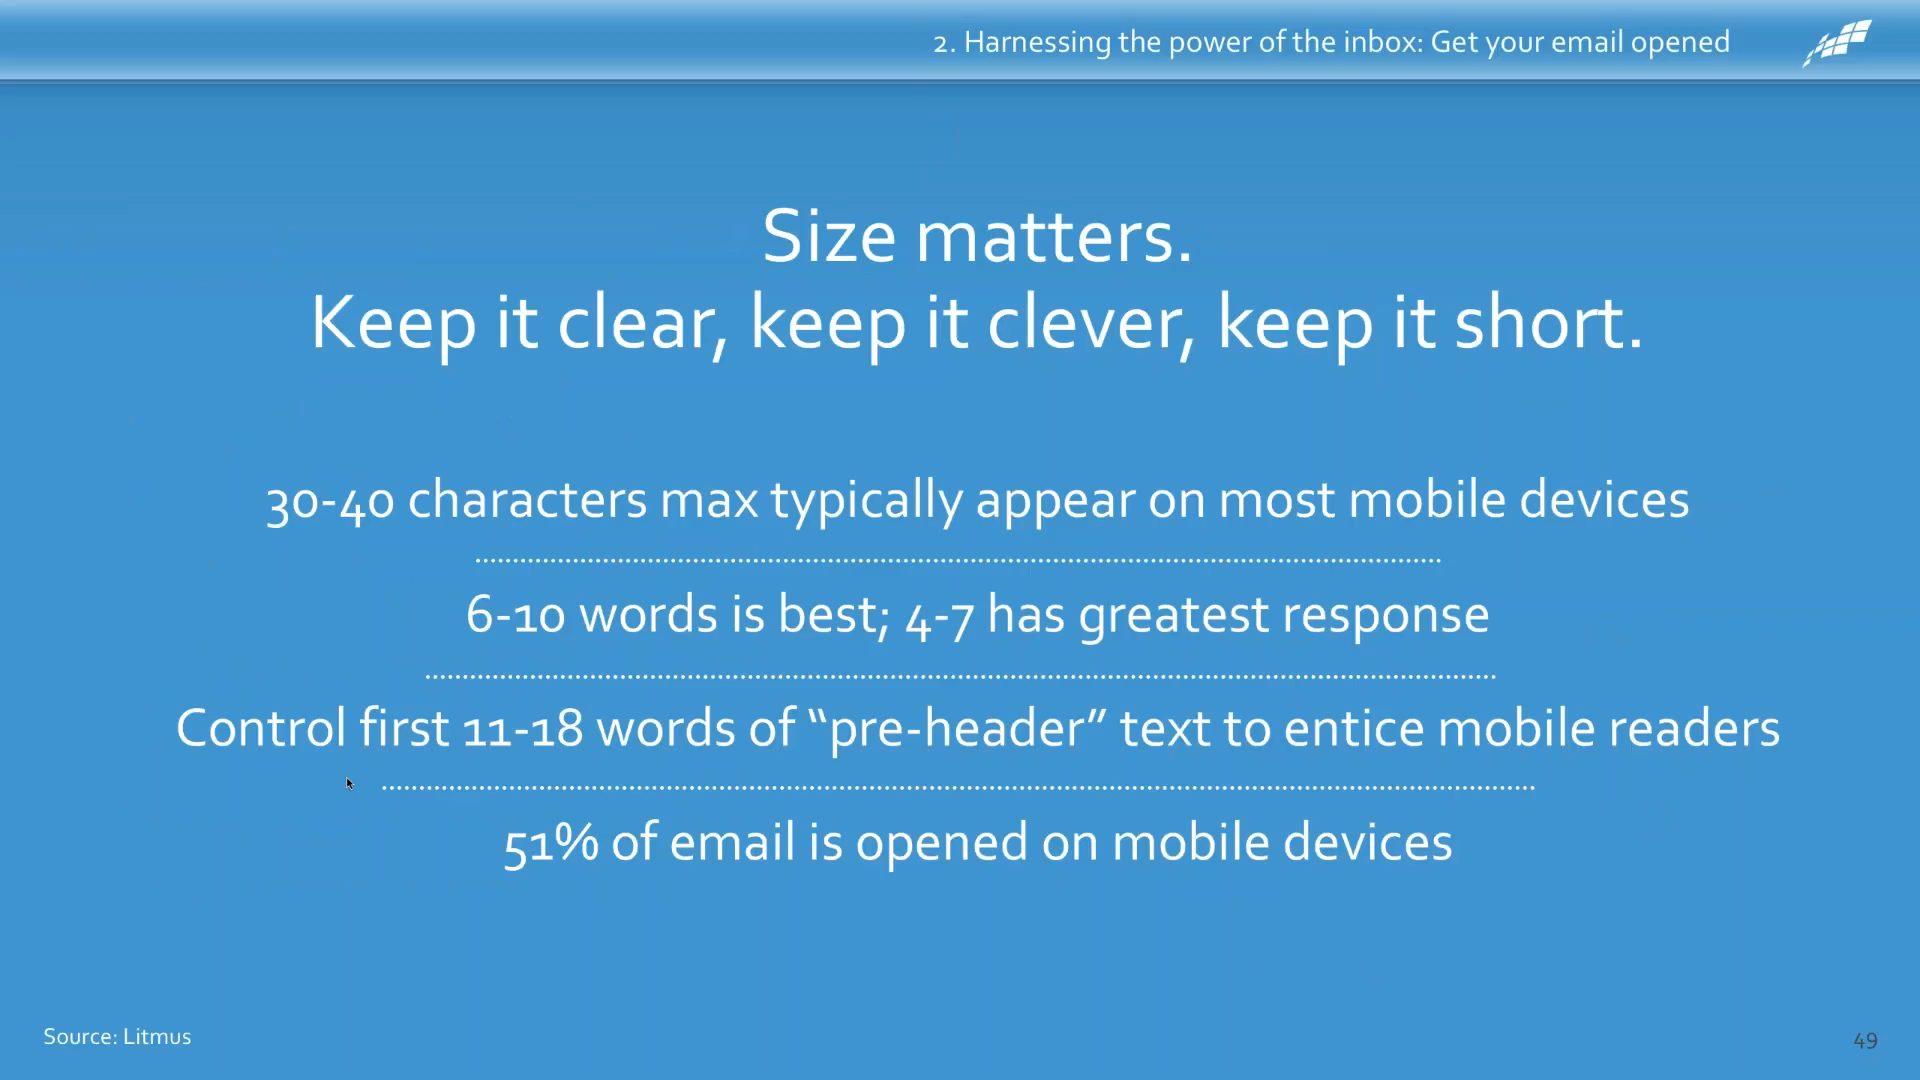 2. Harnessing the power of the inbox: Get your email opened
Size matters.
Keep it clear, keep it clever, keep it short.
30-40 characters max typically appear on most mobile devices
6-10 words is best; 4-7 has greatest response
Control first 11-18 words of “pre-header” text to entice mobile readers
51% of email is opened on mobile devices
Source: Litmus
49